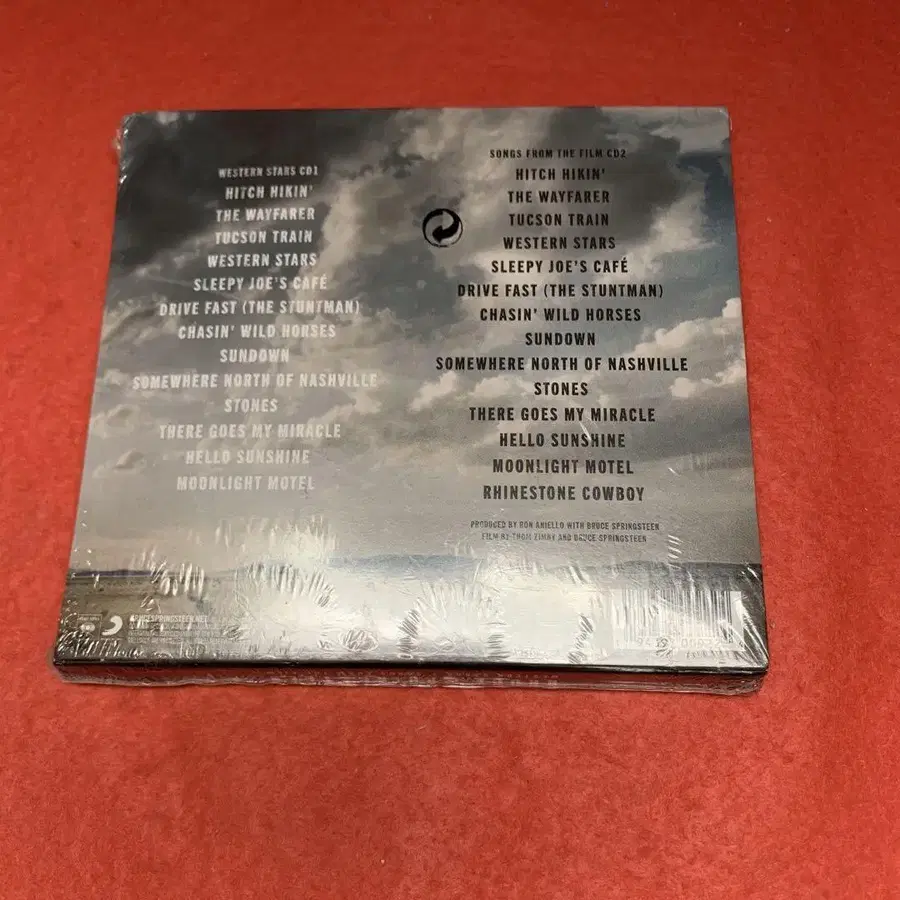 WESTERN STARS CD1
HITCH HIKIN'
THE WAYFARER
TUCSON TRAIN
WESTERN STARS
SLEEPY JOE'S CAFÉ
DRIVE FAST (THE STUNTMAN)
CHASIN' WILD HORSES
SUNDOWN
SOMEWHERE NORTH OF NASHVILLE
STONES
THERE GOES MY MIRACLE
HELLO SUNSHINE
MOONLIGHT MOTEL
SONGS FROM THE FILM CD2
HITCH HIKIN'
THE WAYFARER
TUCSON TRAIN
WESTERN STARS
SLEEPY JOE'S CAFÉ
DRIVE FAST (THE STUNTMAN)
CHASIN' WILD HORSES
SUNDOWN
SOMEWHERE NORTH OF NASHVILLE
STONES
THERE GOES MY MIRACLE
HELLO SUNSHINE
MOONLIGHT MOTEL
RHINESTONE COWBOY
PRODUCED BY RON ANIELLO WITH BRUCE SPRINGSTEEN
FILM BY THOM ZIMNY AND BRUCE SPRINGSTEEN
BRUCESPRINGSTEEN.NET